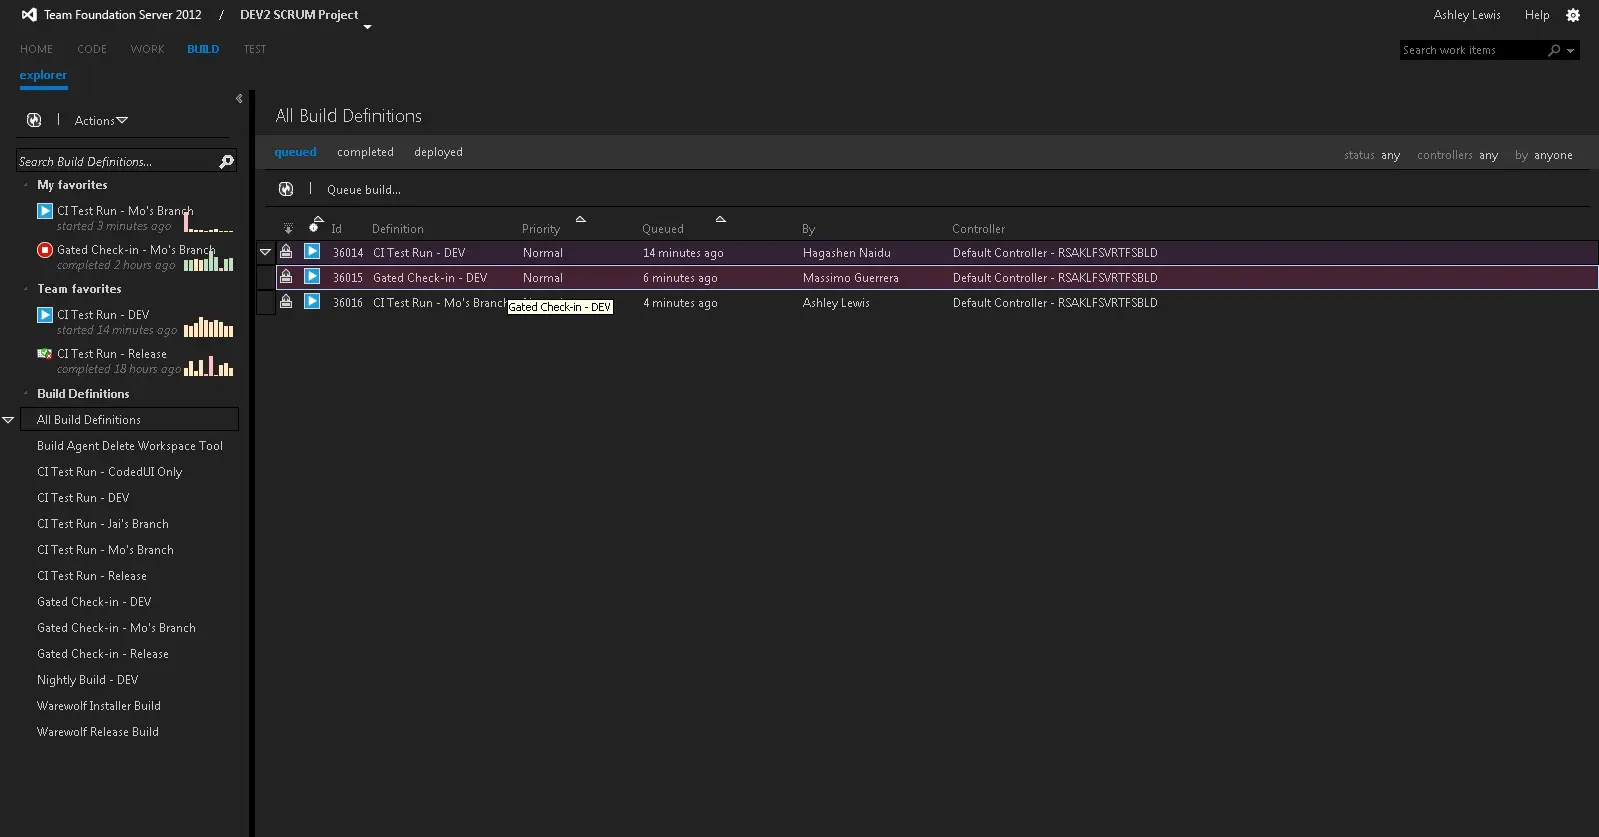 Team Foundation Server 2012 / DEV2 SCRUM Project
Ashley Lewis Help
HOME CODE WORK BUILD TEST
Search work items
explorer
Actions
Search Build Definitions...
My favorites
CI Test Run - Mo's Branch
started 3 minutes ago
Gated Check-in - Mo's Branch
completed 2 hours ago
Team favorites
CI Test Run - DEV
started 14 minutes ago
CI Test Run - Release
completed 18 hours ago
Build Definitions
All Build Definitions
Build Agent Delete Workspace Tool
CI Test Run - CodedUI Only
CI Test Run - DEV
CI Test Run - Jai's Branch
CI Test Run - Mo's Branch
CI Test Run - Release
Gated Check-in - DEV
Gated Check-in - Mo's Branch
Gated Check-in - Release
Nightly Build - DEV
Warewolf Installer Build
Warewolf Release Build
All Build Definitions
queued completed deployed
status any controllers any by anyone
Queue build...
Id Definition Priority Queued By Controller
36014 CI Test Run - DEV Normal 14 minutes ago Hagashen Naidu Default Controller - RSAKLFSVRTFSBLD
36015 Gated Check-in - DEV Normal 6 minutes ago Massimo Guerrera Default Controller - RSAKLFSVRTFSBLD
36016 CI Test Run - Mo's Branch 4 minutes ago Ashley Lewis Default Controller - RSAKLFSVRTFSBLD
Gated Check-in - DEV